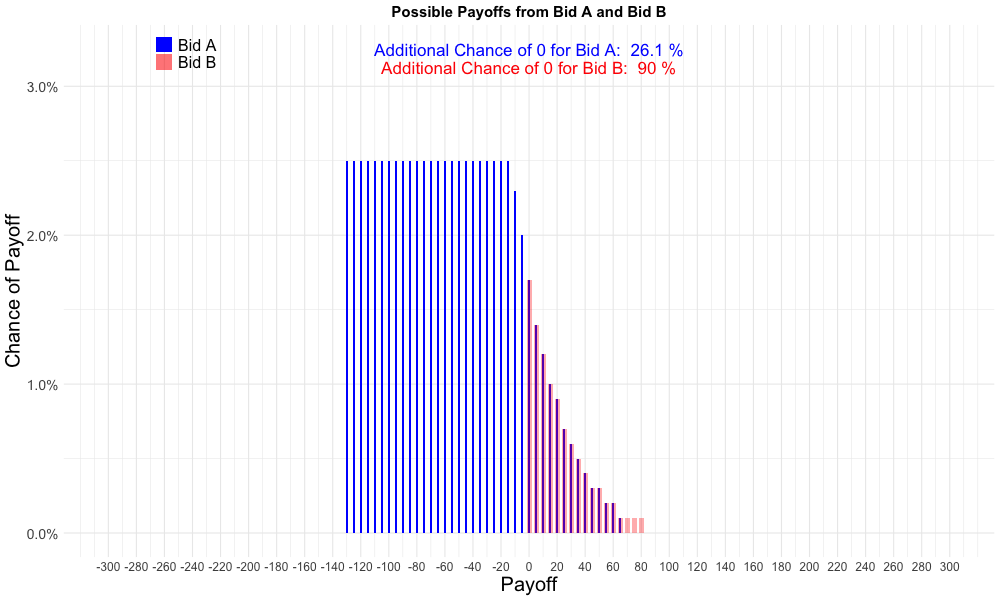 Possible Payoffs from Bid A and Bid B
Bid A
Bid B
Additional Chance of 0 for Bid A:  26.1 %
Additional Chance of 0 for Bid B:  90 %
Chance of Payoff
3.0%
2.0%
1.0%
0.0%
-300 -280 -260 -240 -220 -200 -180 -160 -140 -120 -100 -80 -60 -40 -20 0 20 40 60 80 100 120 140 160 180 200 220 240 260 280 300
Payoff